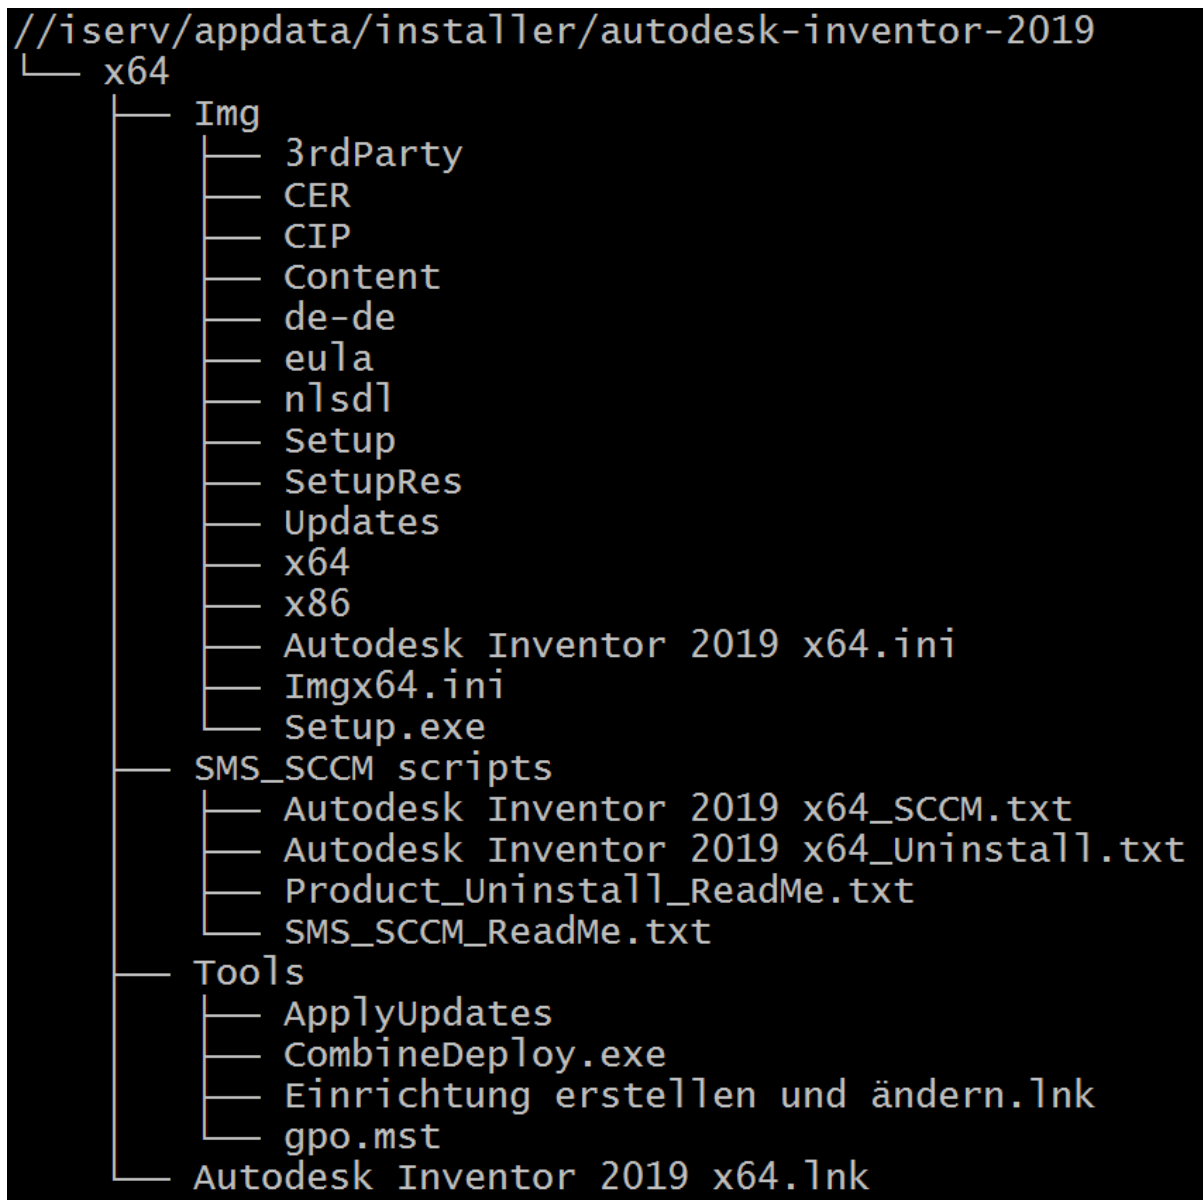 //iserv/appdata/installer/autodesk-inventor-2019
└── x64
    ├── Img
    │   ├── 3rdParty
    │   ├── CER
    │   ├── CIP
    │   ├── Content
    │   ├── de-de
    │   ├── eula
    │   ├── nlsdl
    │   ├── Setup
    │   ├── SetupRes
    │   ├── Updates
    │   ├── x64
    │   ├── x86
    │   ├── Autodesk Inventor 2019 x64.ini
    │   ├── Imgx64.ini
    │   └── Setup.exe
    ├── SMS_SCCM scripts
    │   ├── Autodesk Inventor 2019 x64_SCCM.txt
    │   ├── Autodesk Inventor 2019 x64_Uninstall.txt
    │   ├── Product_Uninstall_ReadMe.txt
    │   └── SMS_SCCM_ReadMe.txt
    ├── Tools
    │   ├── ApplyUpdates
    │   ├── CombineDeploy.exe
    │   ├── Einrichtung erstellen und ändern.lnk
    │   └── gpo.mst
    └── Autodesk Inventor 2019 x64.lnk